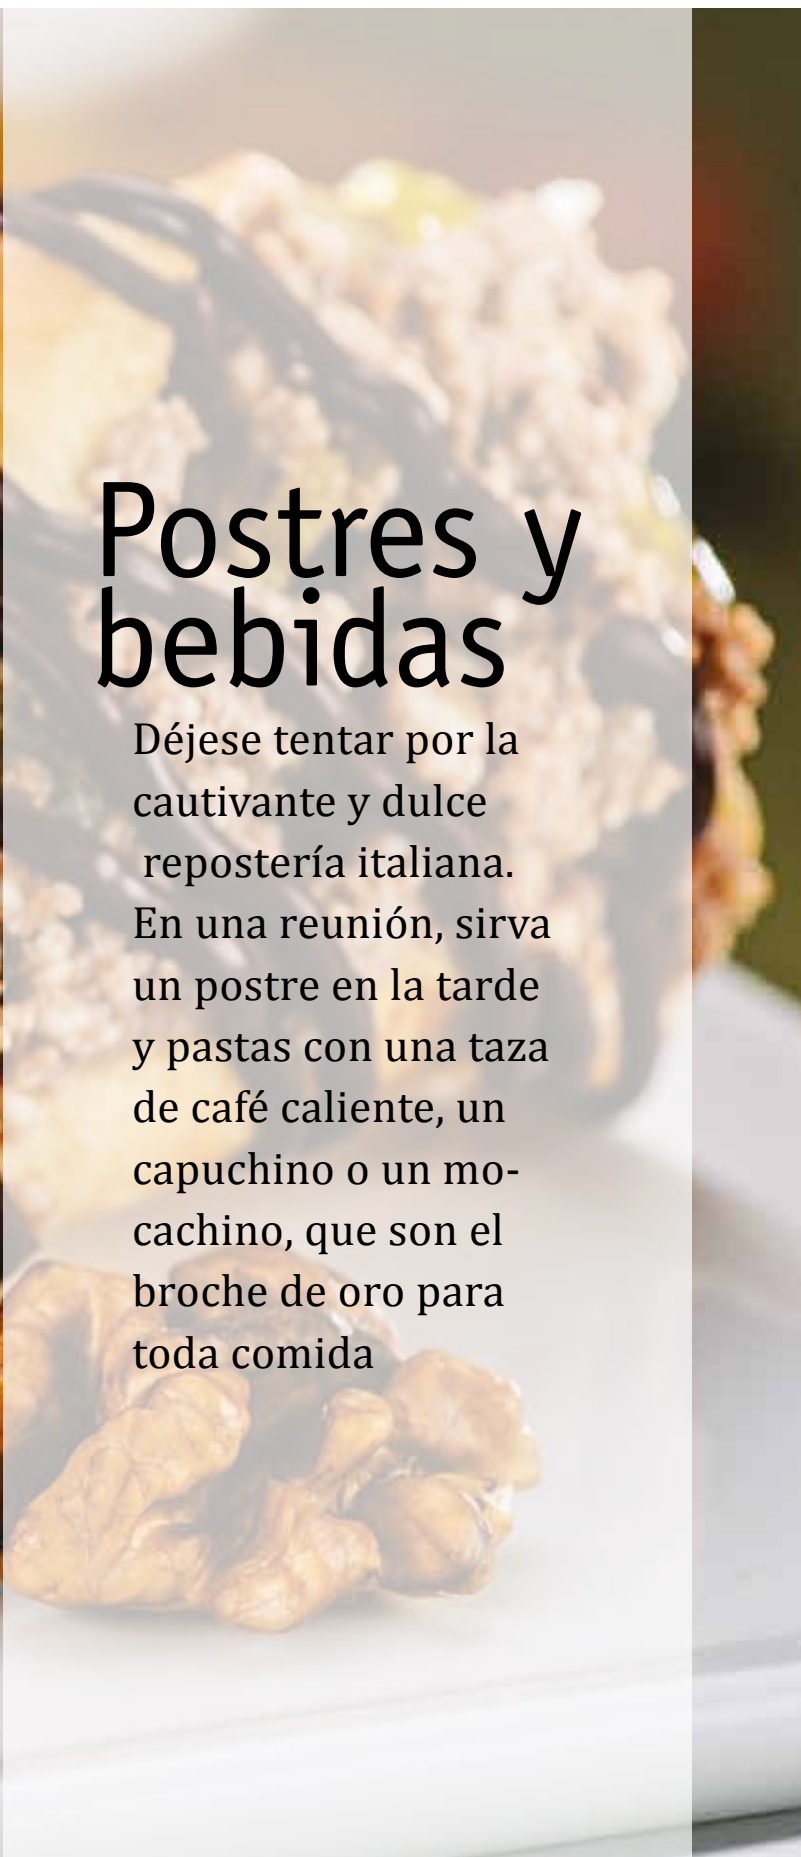 Postres y
bebidas
Déjese tentar por la
cautivante y dulce
repostería italiana.
En una reunión, sirva
un postre en la tarde
y pastas con una taza
de café caliente, un
capuchino o un mo-
cachino, que son el
broche de oro para
toda comida